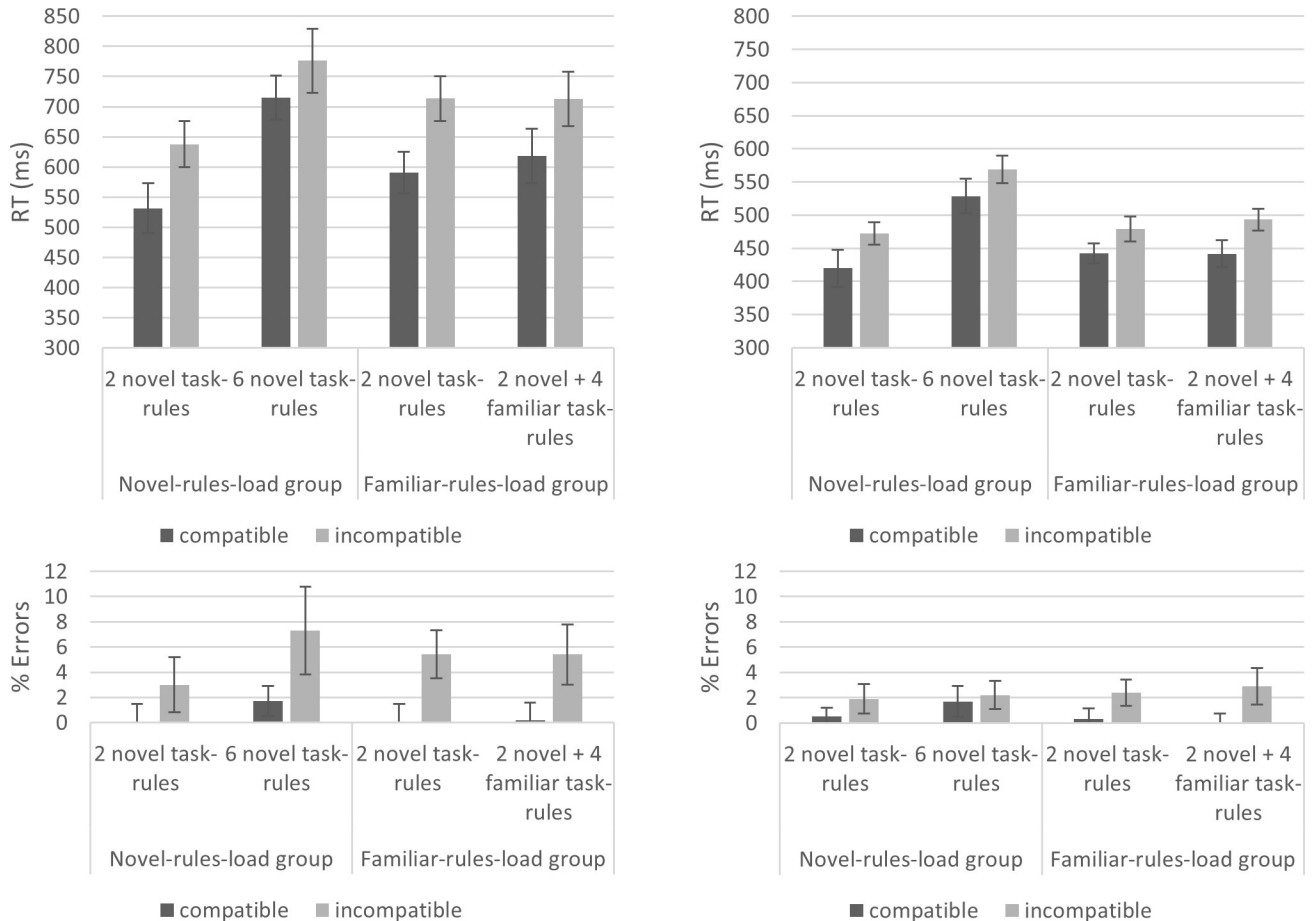 850
800
750
700
650
600
550
500
450
400
350
300
RT (ms)
2 novel task-
rules
6 novel task-
rules
2 novel task-
rules
2 novel + 4
familiar task-
rules
Novel-rules-load group
Familiar-rules-load group
compatible
incompatible
800
750
700
650
600
550
500
450
400
350
300
RT (ms)
2 novel task-
rules
6 novel task-
rules
2 novel task-
rules
2 novel + 4
familiar task-
rules
Novel-rules-load group
Familiar-rules-load group
compatible
incompatible
12
10
8
6
4
2
0
% Errors
2 novel task-
rules
6 novel task-
rules
2 novel task-
rules
2 novel + 4
familiar task-
rules
Novel-rules-load group
Familiar-rules-load group
compatible
incompatible
12
10
8
6
4
2
0
% Errors
2 novel task-
rules
6 novel task-
rules
2 novel task-
rules
2 novel + 4
familiar task-
rules
Novel-rules-load group
Familiar-rules-load group
compatible
incompatible